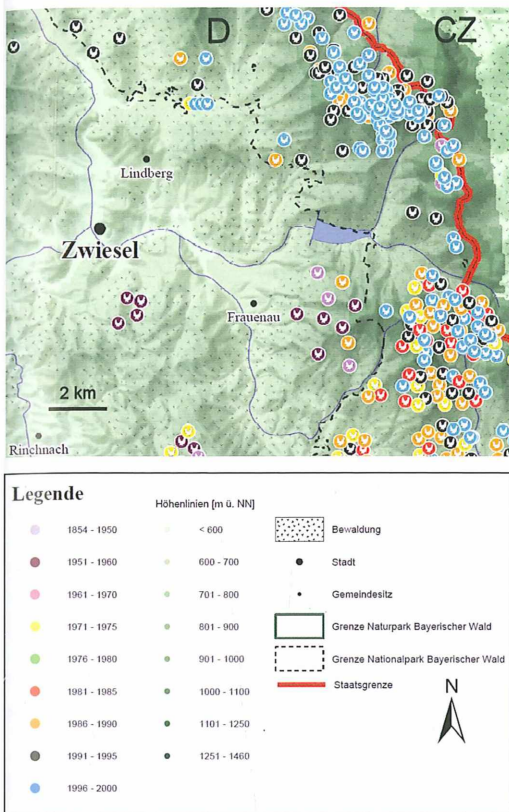 D
CZ
Lindberg
Zwiesel
Frauenau
2 km
Rinchnach
Legende
Höhenlinien [m ü. NN]
1854 - 1950
< 600
Bewaldung
1951 - 1960
600 - 700
Stadt
1961 - 1970
701 - 800
Gemeindesitz
1971 - 1975
801 - 900
Grenze Naturpark Bayerischer Wald
1976 - 1980
901 - 1000
Grenze Nationalpark Bayerischer Wald
1981 - 1985
1000 - 1100
Staatsgrenze
1986 - 1990
1101 - 1250
N
1991 - 1995
1251 - 1460
1996 - 2000